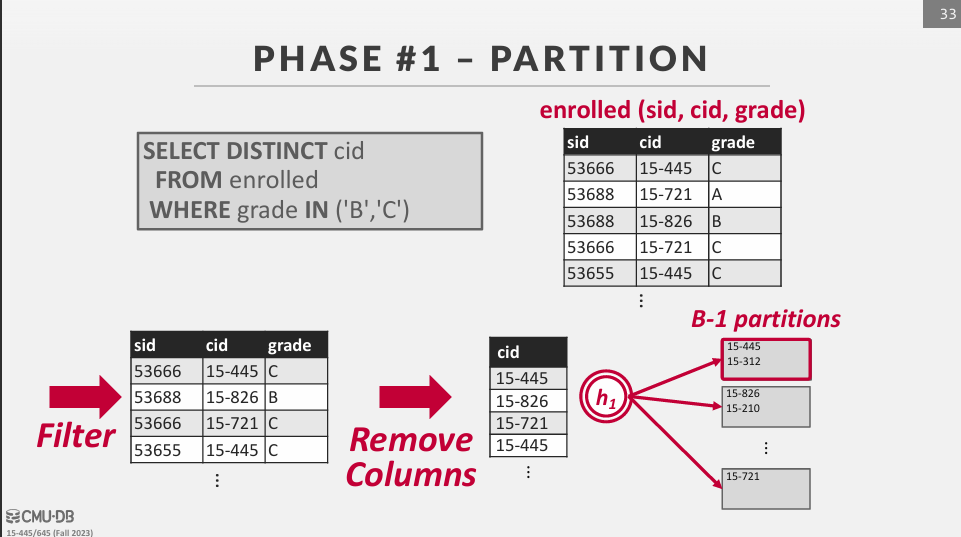 33
PHASE #1 – PARTITION
enrolled (sid, cid, grade)
SELECT DISTINCT cid
FROM enrolled
WHERE grade IN ('B','C')
sid cid grade
53666 15-445 C
53688 15-721 A
53688 15-826 B
53666 15-721 C
53655 15-445 C
⋮
Filter
sid cid grade
53666 15-445 C
53688 15-826 B
53666 15-721 C
53655 15-445 C
⋮
Remove
Columns
cid
15-445
15-826
15-721
15-445
⋮
h₁
B-1 partitions
15-445
15-312
15-826
15-210
⋮
15-721
CMU·DB
15-445/645 (Fall 2023)